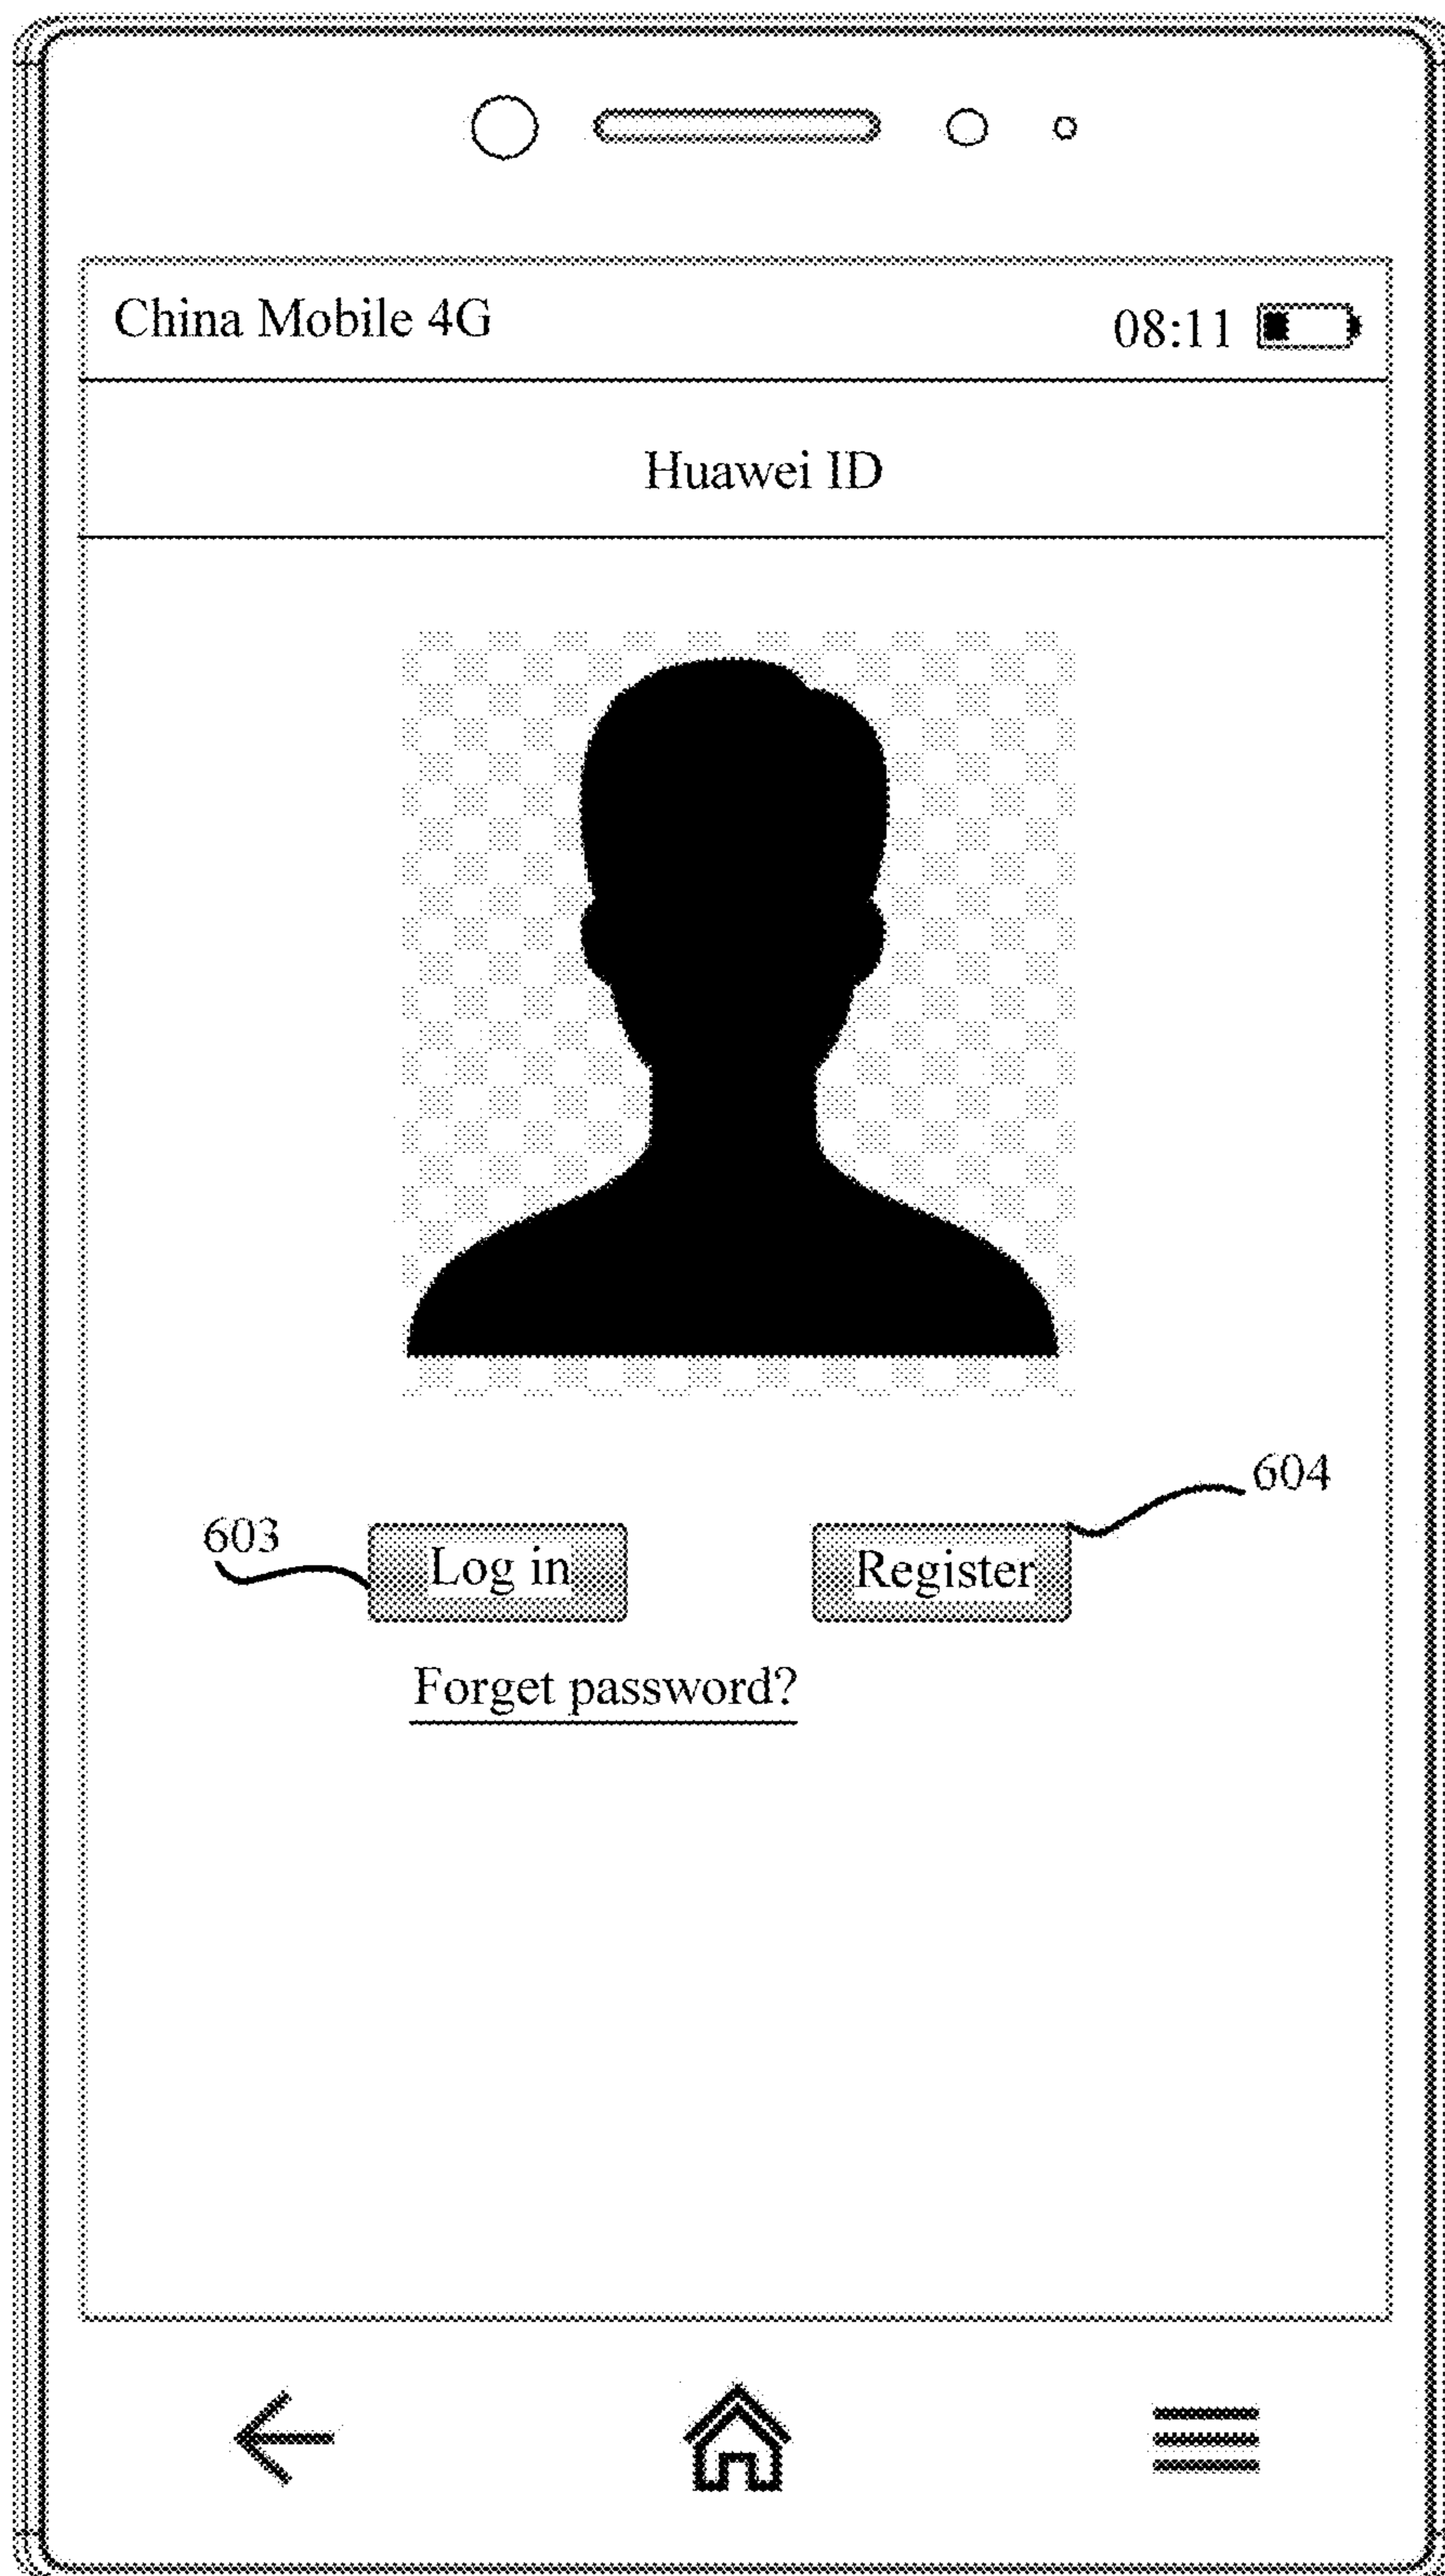 China Mobile 4G 08:11
Huawei ID
604
603
Log in Register
Forget password?